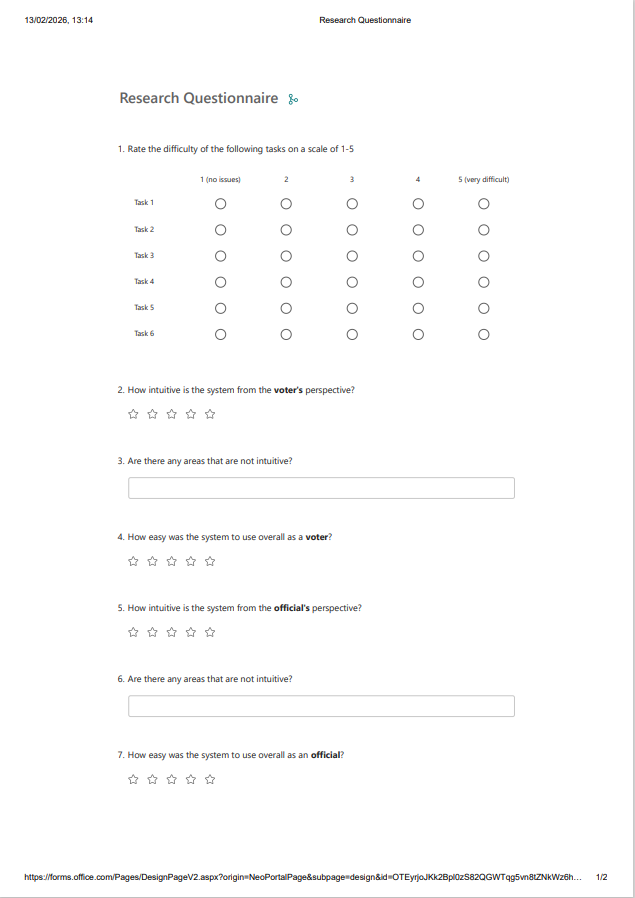 13/02/2026, 13:14 Research Questionnaire
Research Questionnaire
1. Rate the difficulty of the following tasks on a scale of 1-5
1 (no issues) 2 3 4 5 (very difficult)
Task 1
Task 2
Task 3
Task 4
Task 5
Task 6
2. How intuitive is the system from the voter's perspective?
3. Are there any areas that are not intuitive?
4. How easy was the system to use overall as a voter?
5. How intuitive is the system from the official's perspective?
6. Are there any areas that are not intuitive?
7. How easy was the system to use overall as an official?
https://forms.office.com/Pages/DesignPageV2.aspx?origin=NeoPortalPage&subpage=design&id=OTEyrjoJKk2Bpl0zS82QGWTqg5vn8tZNkWz6h... 1/2